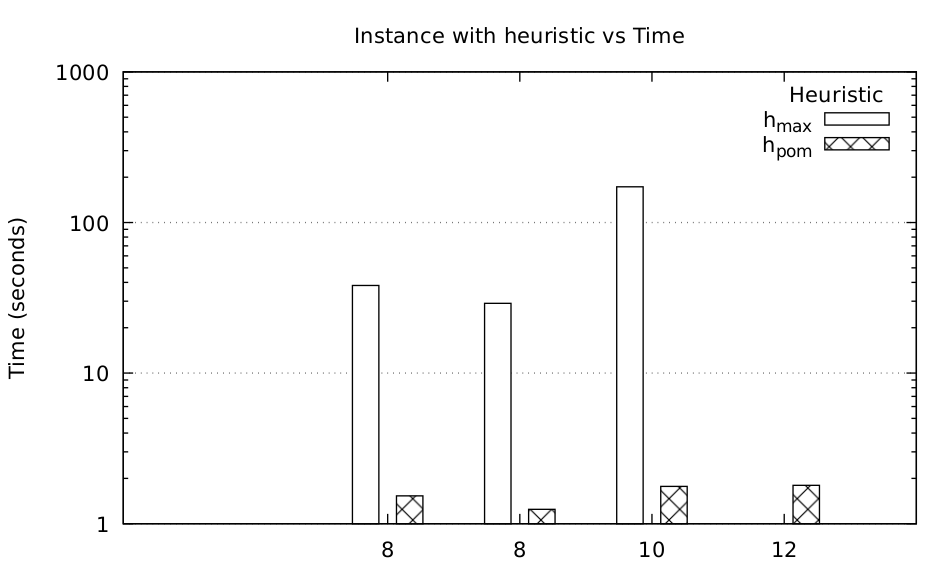 Instance with heuristic vs Time
1000
100
10
1
Time (seconds)
Heuristic
hmax
hpom
8 8 10 12